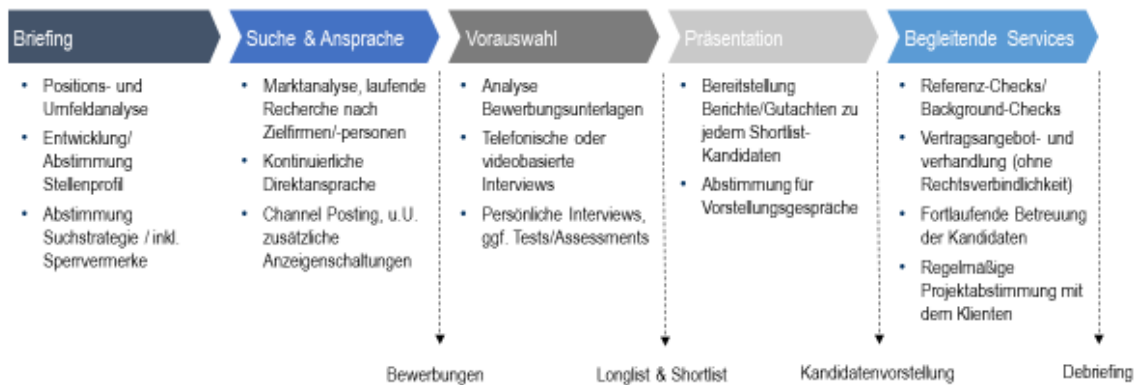 Briefing
Positions- und
Umfeldanalyse
Entwicklung/
Abstimmung
Stellenprofil
Abstimmung
Suchstrategie / inkl.
Sperrvermerke
Suche & Ansprache
Marktanalyse, laufende
Recherche nach
Zielfirmen/-personen
Kontinuierliche
Direktansprache
Channel Posting, u.U.
zusätzliche
Anzeigenschaltungen
Vorauswahl
Analyse
Bewerbungsunterlagen
Telefonische oder
videobasierte
Interviews
Persönliche Interviews,
ggf. Tests/Assessments
Präsentation
Bereitstellung
Berichte/Gutachten zu
jedem Shortlist-
Kandidaten
Abstimmung für
Vorstellungsgespräche
Begleitende Services
Referenz-Checks/
Background-Checks
Vertragsangebot- und
verhandlung (ohne
Rechtsverbindlichkeit)
Fortlaufende Betreuung
der Kandidaten
Regelmäßige
Projektabstimmung mit
dem Klienten
Bewerbungen
Longlist & Shortlist
Kandidatenvorstellung
Debriefing